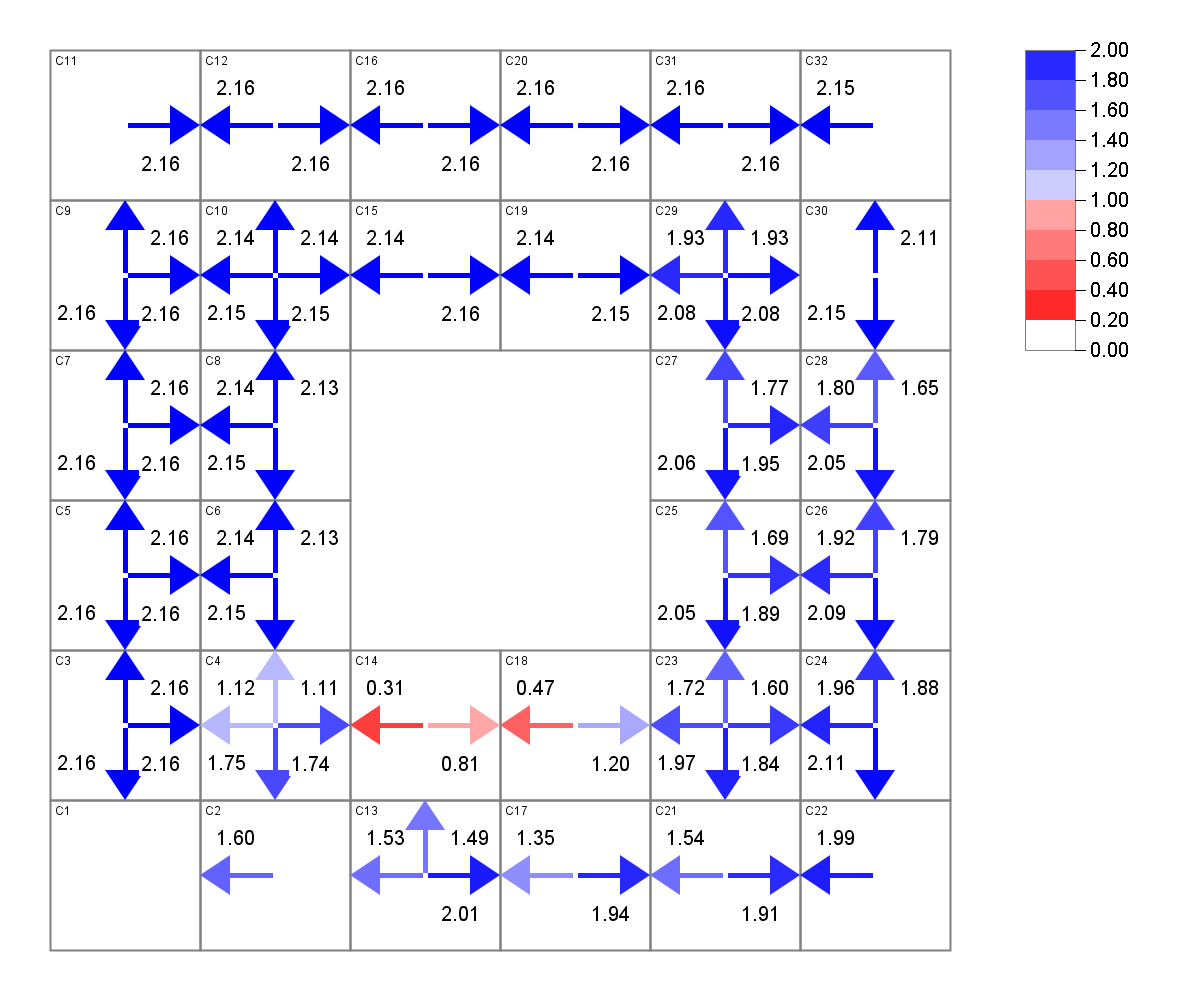 C11 C12 C16 C20 C31 C32 2.00
2.16 2.16 2.16 2.16 2.15 1.80
1.60
1.40
2.16 2.16 2.16 2.16 2.16 1.20
1.00
C9 C10 C15 C19 C29 C30 0.80
2.16 2.14 2.14 2.14 2.14 1.93 1.93 2.11 0.60
0.40
2.16 2.16 2.15 2.15 2.16 2.15 2.08 2.08 2.15 0.20
0.00
C7 C8 C27 C28
2.16 2.14 2.13 1.77 1.80 1.65
2.16 2.16 2.15 2.06 1.95 2.05
C5 C6 C25 C26
2.16 2.14 2.13 1.69 1.92 1.79
2.16 2.16 2.15 2.05 1.89 2.09
C3 C4 C14 C18 C23 C24
2.16 1.12 1.11 0.31 0.47 1.72 1.60 1.96 1.88
2.16 2.16 1.75 1.74 0.81 1.20 1.97 1.84 2.11
C1 C2 C13 C17 C21 C22
1.60 1.53 1.49 1.35 1.54 1.99
2.01 1.94 1.91